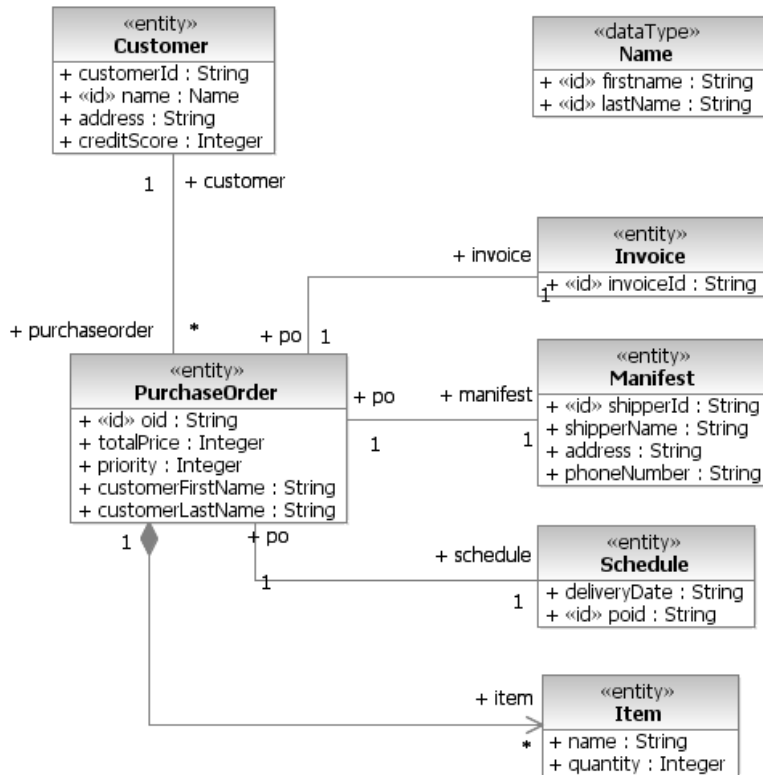 «entity»
Customer
+ customerId : String
+ «id» name : Name
+ address : String
+ creditScore : Integer
«dataType»
Name
+ «id» firstname : String
+ «id» lastName : String
1
+ customer
+ purchaseorder
*
+ po
1
+ invoice
1
«entity»
Invoice
+ «id» invoiceId : String
«entity»
PurchaseOrder
+ «id» oid : String
+ totalPrice : Integer
+ priority : Integer
+ customerFirstName : String
+ customerLastName : String
+ po
1
+ manifest
1
«entity»
Manifest
+ «id» shipperId : String
+ shipperName : String
+ address : String
+ phoneNumber : String
1
+ po
1
+ schedule
1
«entity»
Schedule
+ deliveryDate : String
+ «id» poid : String
+ item
*
«entity»
Item
+ name : String
+ quantity : Integer